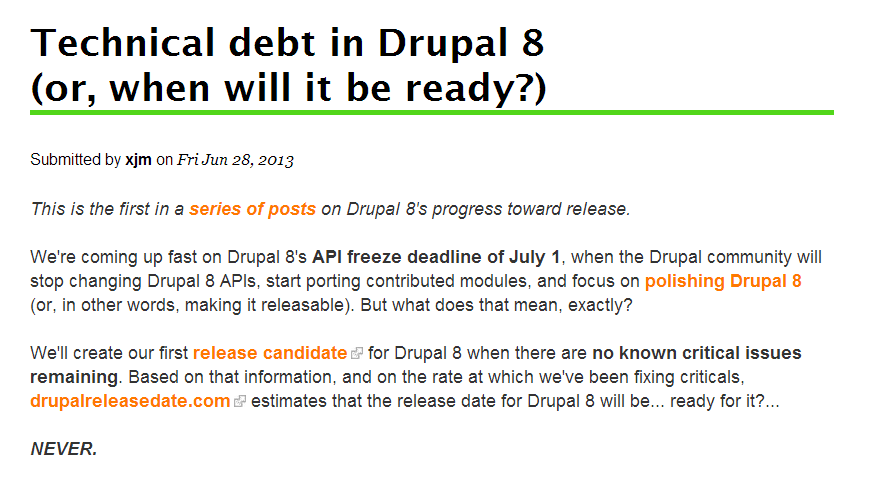 Technical debt in Drupal 8
(or, when will it be ready?)
Submitted by xjm on Fri Jun 28, 2013
This is the first in a series of posts on Drupal 8's progress toward release.
We're coming up fast on Drupal 8's API freeze deadline of July 1, when the Drupal community will
stop changing Drupal 8 APIs, start porting contributed modules, and focus on polishing Drupal 8
(or, in other words, making it releasable). But what does that mean, exactly?
We'll create our first release candidate for Drupal 8 when there are no known critical issues
remaining. Based on that information, and on the rate at which we've been fixing criticals,
drupalreleasedate.com estimates that the release date for Drupal 8 will be... ready for it?...
NEVER.